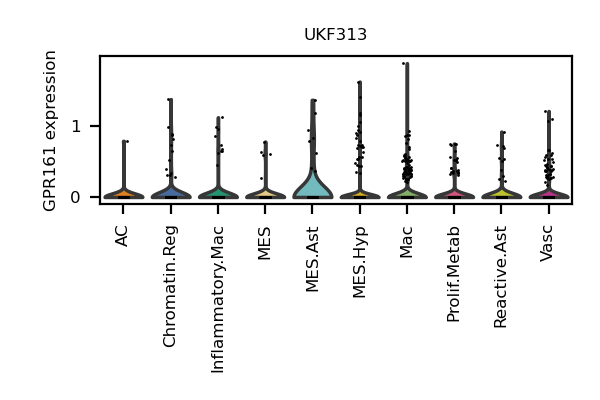 UKF313
GPR161 expression
1
0
AC
Chromatin.Reg
Inflammatory.Mac
MES
MES.Ast
MES.Hyp
Mac
Prolif.Metab
Reactive.Ast
Vasc